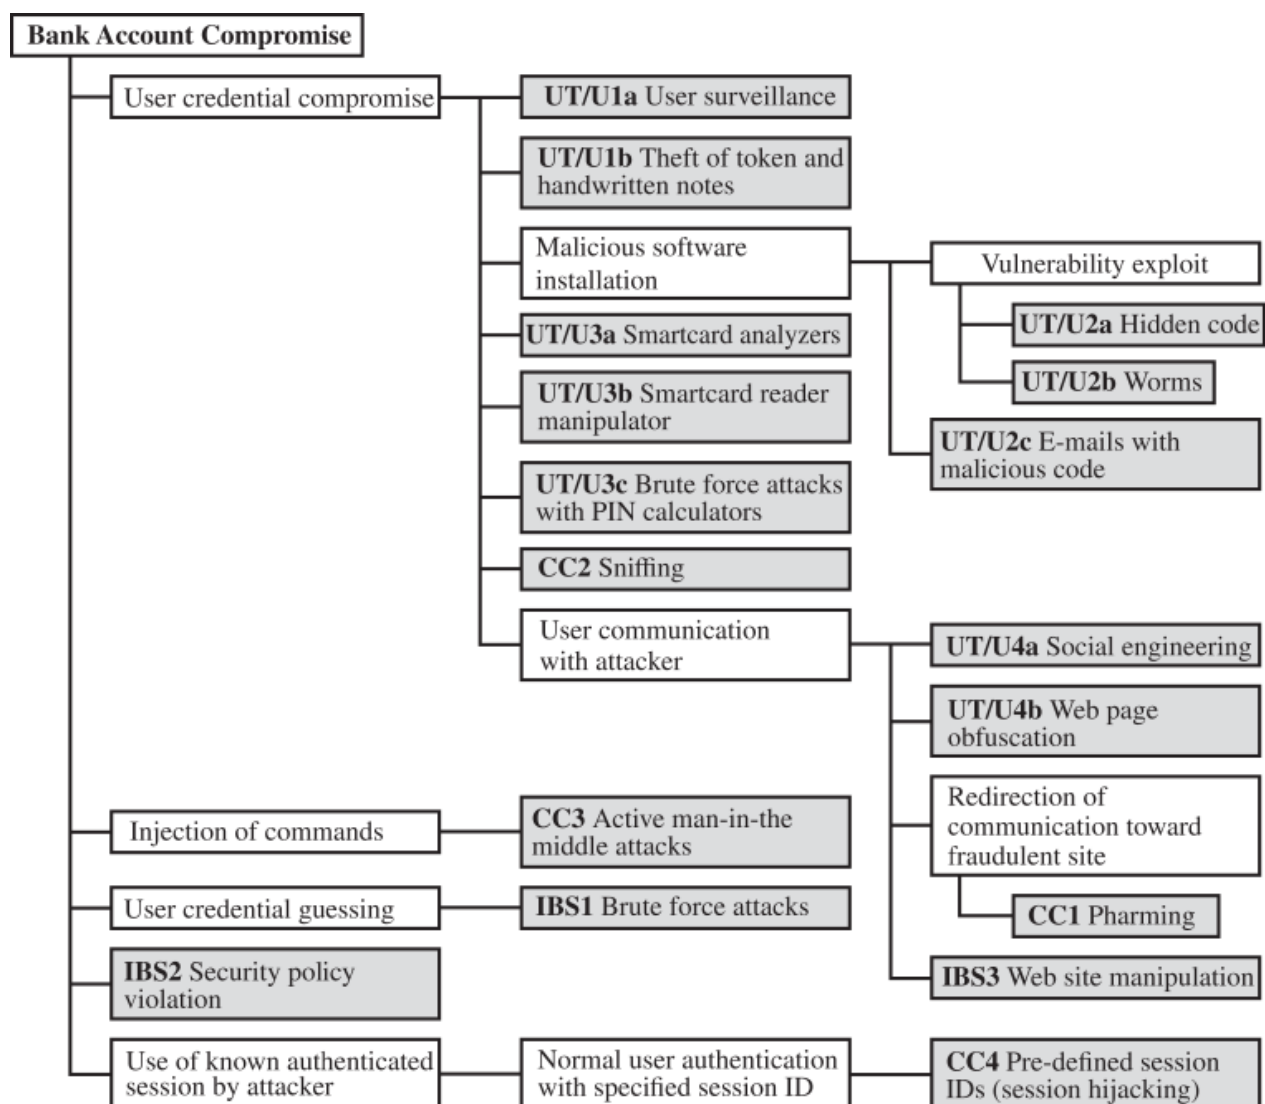 Bank Account Compromise
User credential compromise
UT/U1a User surveillance
UT/U1b Theft of token and
handwritten notes
Malicious software
installation
Vulnerability exploit
UT/U2a Hidden code
UT/U2b Worms
UT/U2c E-mails with
malicious code
UT/U3a Smartcard analyzers
UT/U3b Smartcard reader
manipulator
UT/U3c Brute force attacks
with PIN calculators
CC2 Sniffing
User communication
with attacker
UT/U4a Social engineering
UT/U4b Web page
obfuscation
Redirection of
communication toward
fraudulent site
CC1 Pharming
IBS3 Web site manipulation
Injection of commands
CC3 Active man-in-the
middle attacks
User credential guessing
IBS1 Brute force attacks
IBS2 Security policy
violation
Use of known authenticated
session by attacker
Normal user authentication
with specified session ID
CC4 Pre-defined session
IDs (session hijacking)